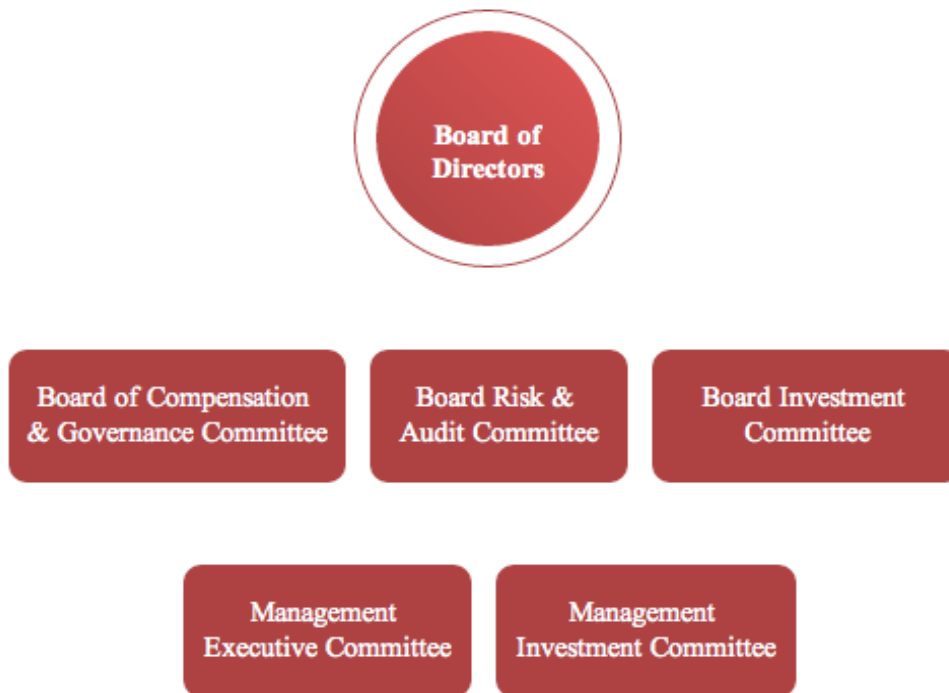 Board of
Directors
Board of Compensation
& Governance Committee
Board Risk &
Audit Committee
Board Investment
Committee
Management
Executive Committee
Management
Investment Committee